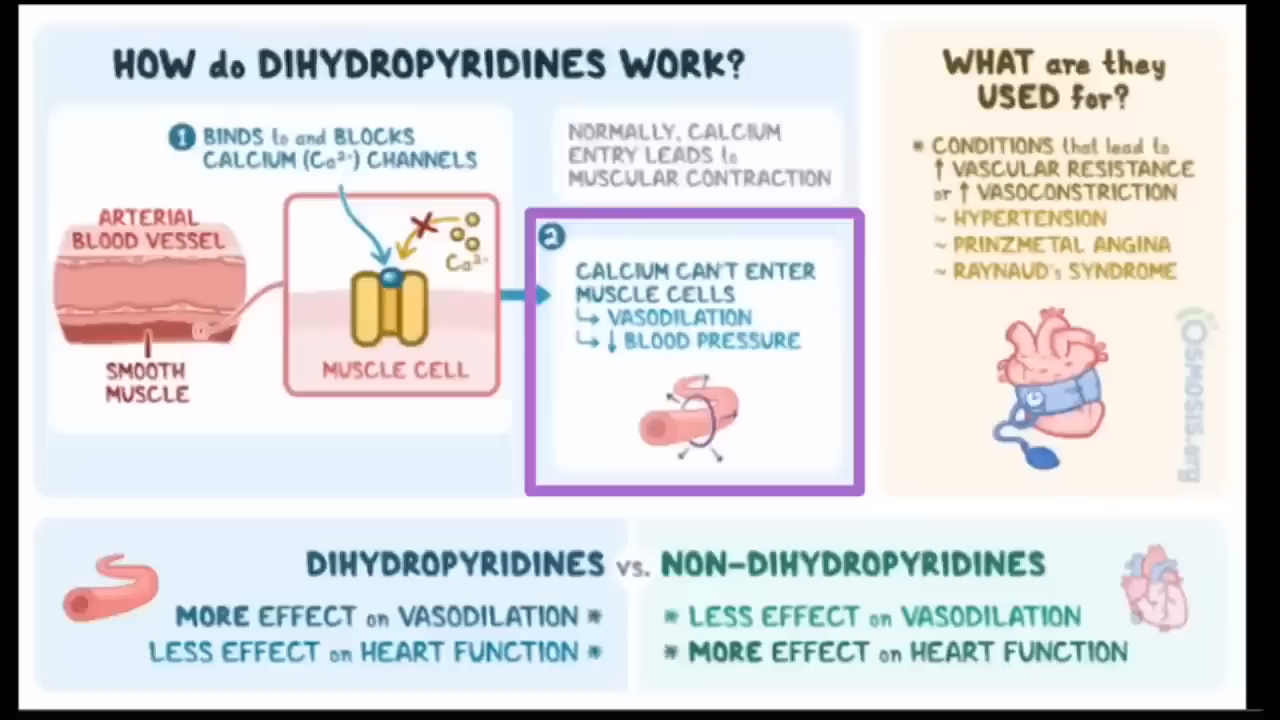 HOW do DIHYDROPYRIDINES WORK?
1 BINDS to and BLOCKS
CALCIUM (Ca²⁺) CHANNELS
ARTERIAL
BLOOD VESSEL
SMOOTH
MUSCLE
Ca²⁺
MUSCLE CELL
NORMALLY, CALCIUM
ENTRY LEADS to
MUSCULAR CONTRACTION
2
CALCIUM CAN'T ENTER
MUSCLE CELLS
↳ VASODILATION
↳ ↓ BLOOD PRESSURE
WHAT are they
USED for?
* CONDITIONS that lead to
↑ VASCULAR RESISTANCE
or ↑ VASOCONSTRICTION
~ HYPERTENSION
~ PRINZMETAL ANGINA
~ RAYNAUD's SYNDROME
OSMOSIS.org
DIHYDROPYRIDINES vs. NON-DIHYDROPYRIDINES
MORE EFFECT on VASODILATION *
LESS EFFECT on HEART FUNCTION *
* LESS EFFECT on VASODILATION
* MORE EFFECT on HEART FUNCTION